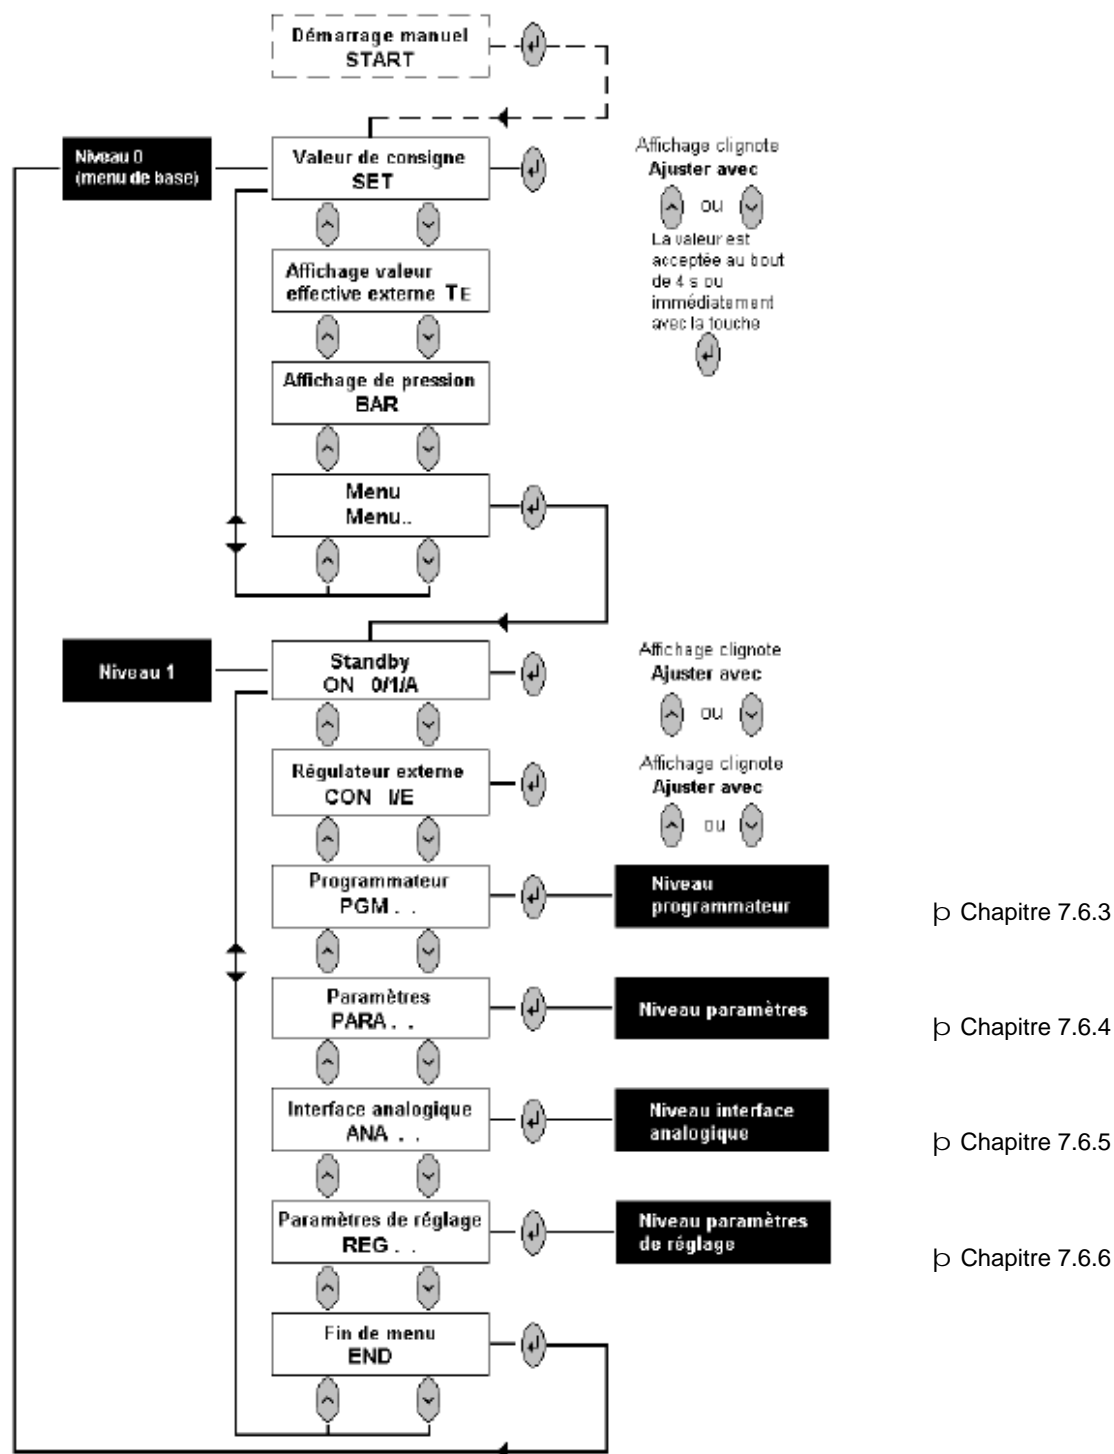 Démarrage manuel
START
Niveau 0
(menu de base)
Valeur de consigne
SET
Affichage clignote
Ajuster avec
ou
La valeur est
acceptée au bout
de 4 s ou
immédiatement
avec la touche
Affichage valeur
effective externe TE
Affichage de pression
BAR
Menu
Menu..
Niveau 1
Standby
ON 0/1/A
Affichage clignote
Ajuster avec
ou
Régulateur externe
CON I/E
Affichage clignote
Ajuster avec
ou
Programmateur
PGM . .
Niveau
programmateur
þ Chapitre 7.6.3
Paramètres
PARA . .
Niveau paramètres
þ Chapitre 7.6.4
Interface analogique
ANA . .
Niveau interface
analogique
þ Chapitre 7.6.5
Paramètres de réglage
REG . .
Niveau paramètres
de réglage
þ Chapitre 7.6.6
Fin de menu
END